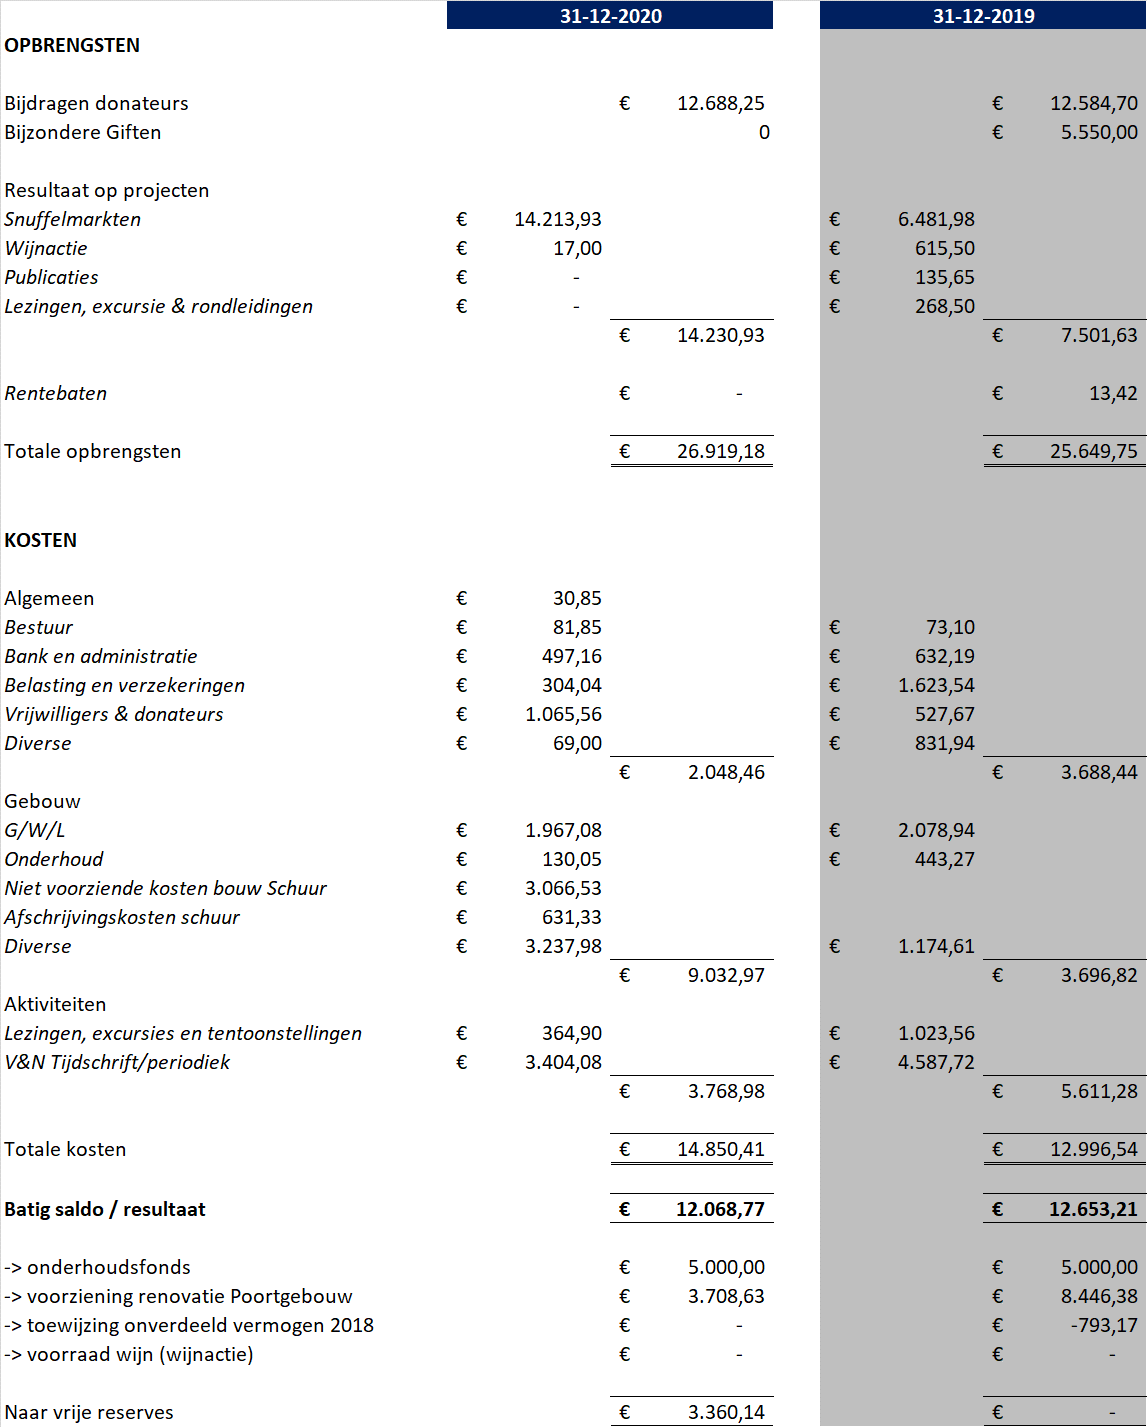 31-12-2020 31-12-2019
OPBRENGSTEN
Bijdragen donateurs € 12.688,25 € 12.584,70
Bijzondere Giften 0 € 5.550,00
Resultaat op projecten
Snuffelmarkten € 14.213,93 € 6.481,98
Wijnactie € 17,00 € 615,50
Publicaties € - € 135,65
Lezingen, excursie & rondleidingen € - € 268,50
€ 14.230,93 € 7.501,63
Rentebaten € - € 13,42
Totale opbrengsten € 26.919,18 € 25.649,75
KOSTEN
Algemeen € 30,85
Bestuur € 81,85 € 73,10
Bank en administratie € 497,16 € 632,19
Belasting en verzekeringen € 304,04 € 1.623,54
Vrijwilligers & donateurs € 1.065,56 € 527,67
Diverse € 69,00 € 831,94
€ 2.048,46 € 3.688,44
Gebouw
G/W/L € 1.967,08 € 2.078,94
Onderhoud € 130,05 € 443,27
Niet voorziende kosten bouw Schuur € 3.066,53
Afschrijvingskosten schuur € 631,33
Diverse € 3.237,98 € 1.174,61
€ 9.032,97 € 3.696,82
Aktiviteiten
Lezingen, excursies en tentoonstellingen € 364,90 € 1.023,56
V&N Tijdschrift/periodiek € 3.404,08 € 4.587,72
€ 3.768,98 € 5.611,28
Totale kosten € 14.850,41 € 12.996,54
Batig saldo / resultaat € 12.068,77 € 12.653,21
-> onderhoudsfonds € 5.000,00 € 5.000,00
-> voorziening renovatie Poortgebouw € 3.708,63 € 8.446,38
-> toewijzing onverdeeld vermogen 2018 € - € -793,17
-> voorraad wijn (wijnactie) € - € -
Naar vrije reserves € 3.360,14 € -